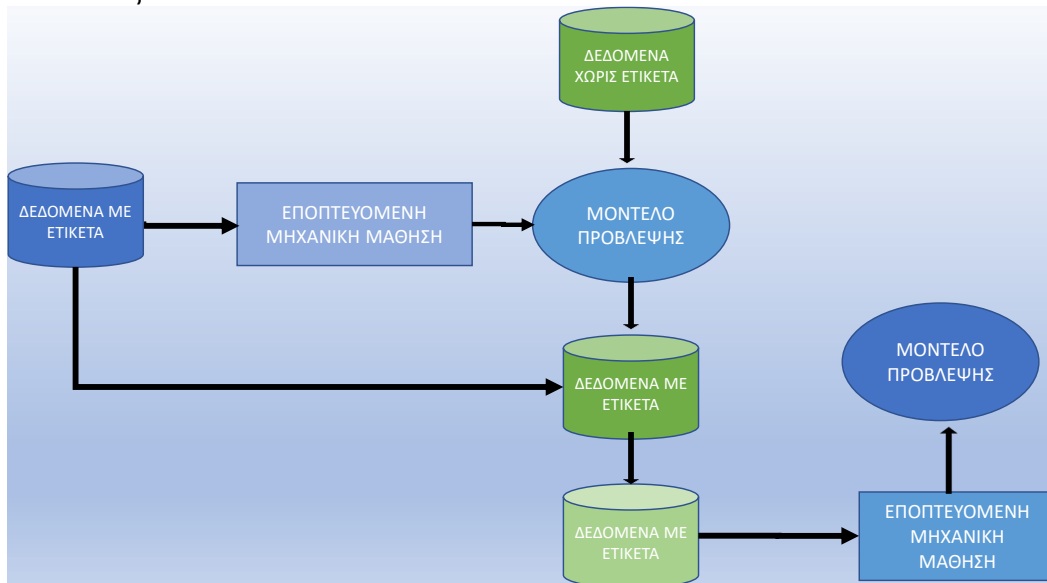 ΔΕΔΟΜΕΝΑ
ΧΩΡΙΣ ΕΤΙΚΕΤΑ
ΔΕΔΟΜΕΝΑ ΜΕ
ΕΤΙΚΕΤΑ
ΕΠΟΠΤΕΥΟΜΕΝΗ
ΜΗΧΑΝΙΚΗ ΜΑΘΗΣΗ
ΜΟΝΤΕΛΟ
ΠΡΟΒΛΕΨΗΣ
ΜΟΝΤΕΛΟ
ΠΡΟΒΛΕΨΗΣ
ΔΕΔΟΜΕΝΑ ΜΕ
ΕΤΙΚΕΤΑ
ΔΕΔΟΜΕΝΑ ΜΕ
ΕΤΙΚΕΤΑ
ΕΠΟΠΤΕΥΟΜΕΝΗ
ΜΗΧΑΝΙΚΗ
ΜΑΘΗΣΗ